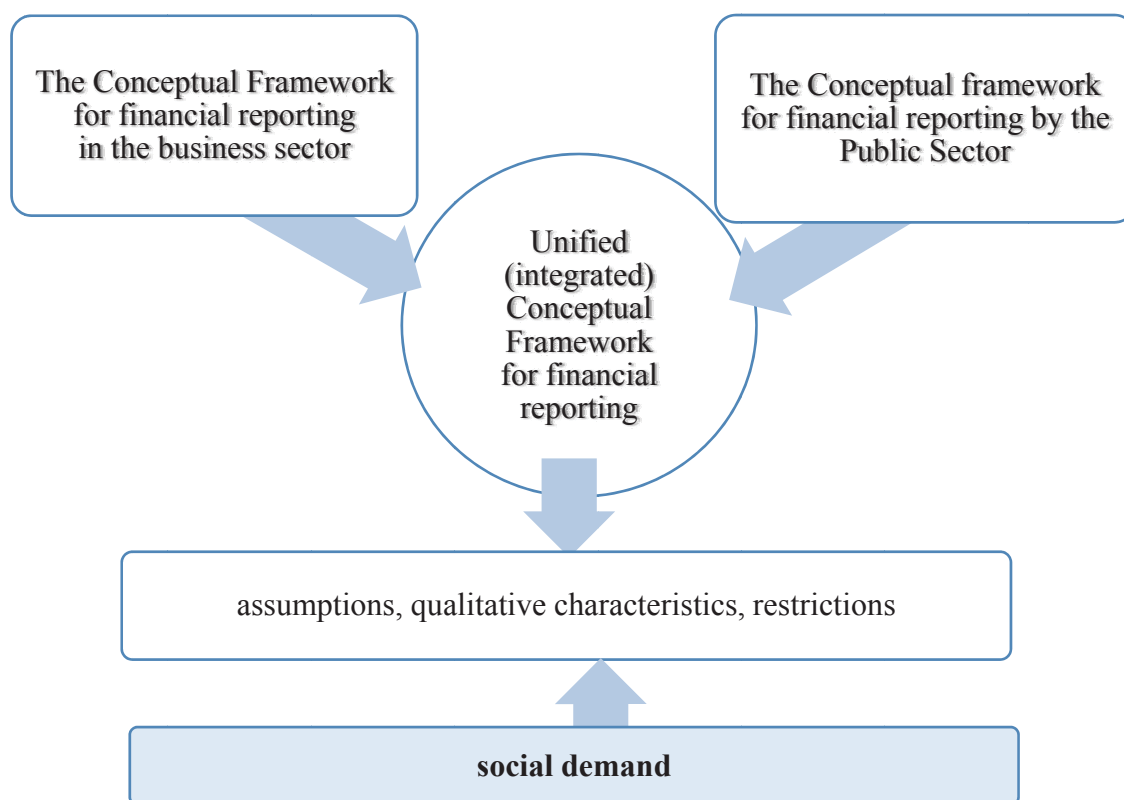 The Conceptual Framework
for financial reporting
in the business sector
The Conceptual framework
for financial reporting by the
Public Sector
Unified
(integrated)
Conceptual
Framework
for financial
reporting
assumptions, qualitative characteristics, restrictions
social demand